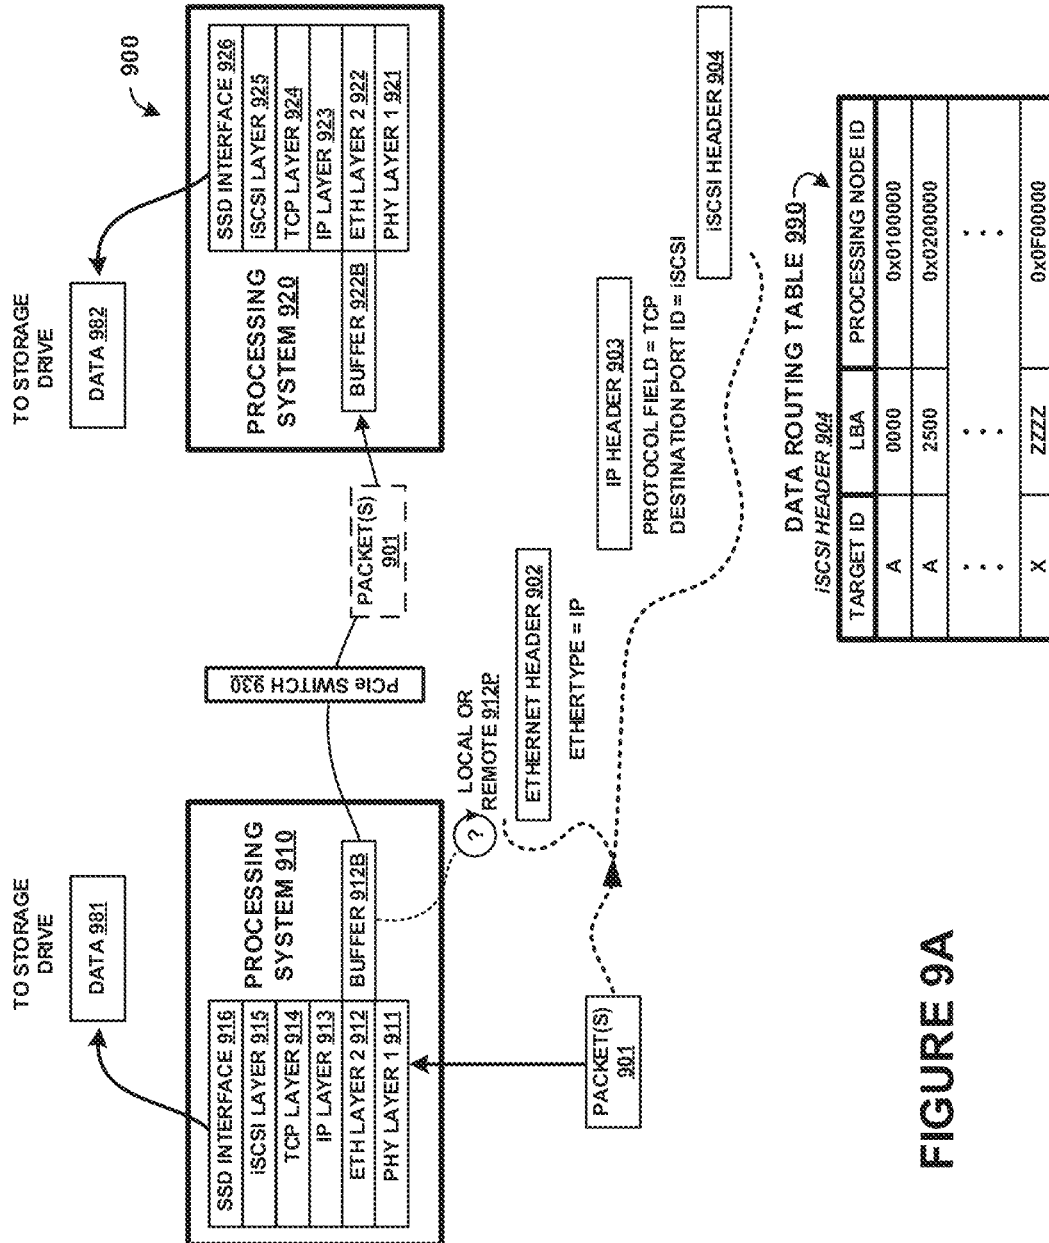 900
TO STORAGE
DRIVE
DATA 981
SSD INTERFACE 916
iSCSI LAYER 915
TCP LAYER 914
IP LAYER 913
ETH LAYER 2 912
PHY LAYER 1 911
PROCESSING
SYSTEM 910
BUFFER 912B
PCIe SWITCH 930
TO STORAGE
DRIVE
DATA 982
PROCESSING
SYSTEM 920
BUFFER 922B
SSD INTERFACE 926
iSCSI LAYER 925
TCP LAYER 924
IP LAYER 923
ETH LAYER 2 922
PHY LAYER 1 921
PACKET(S)
901
?
LOCAL OR
REMOTE 912P
PACKET(S)
901
ETHERNET HEADER 902
ETHERTYPE = IP
IP HEADER 903
PROTOCOL FIELD = TCP
DESTINATION PORT ID = iSCSI
iSCSI HEADER 904
DATA ROUTING TABLE 990
iSCSI HEADER 904
TARGET ID LBA PROCESSING NODE ID
A 0000 0x0100000
A 2500 0x0200000
. . . . . . . . .
X ZZZZ 0x0F00000
FIGURE 9A